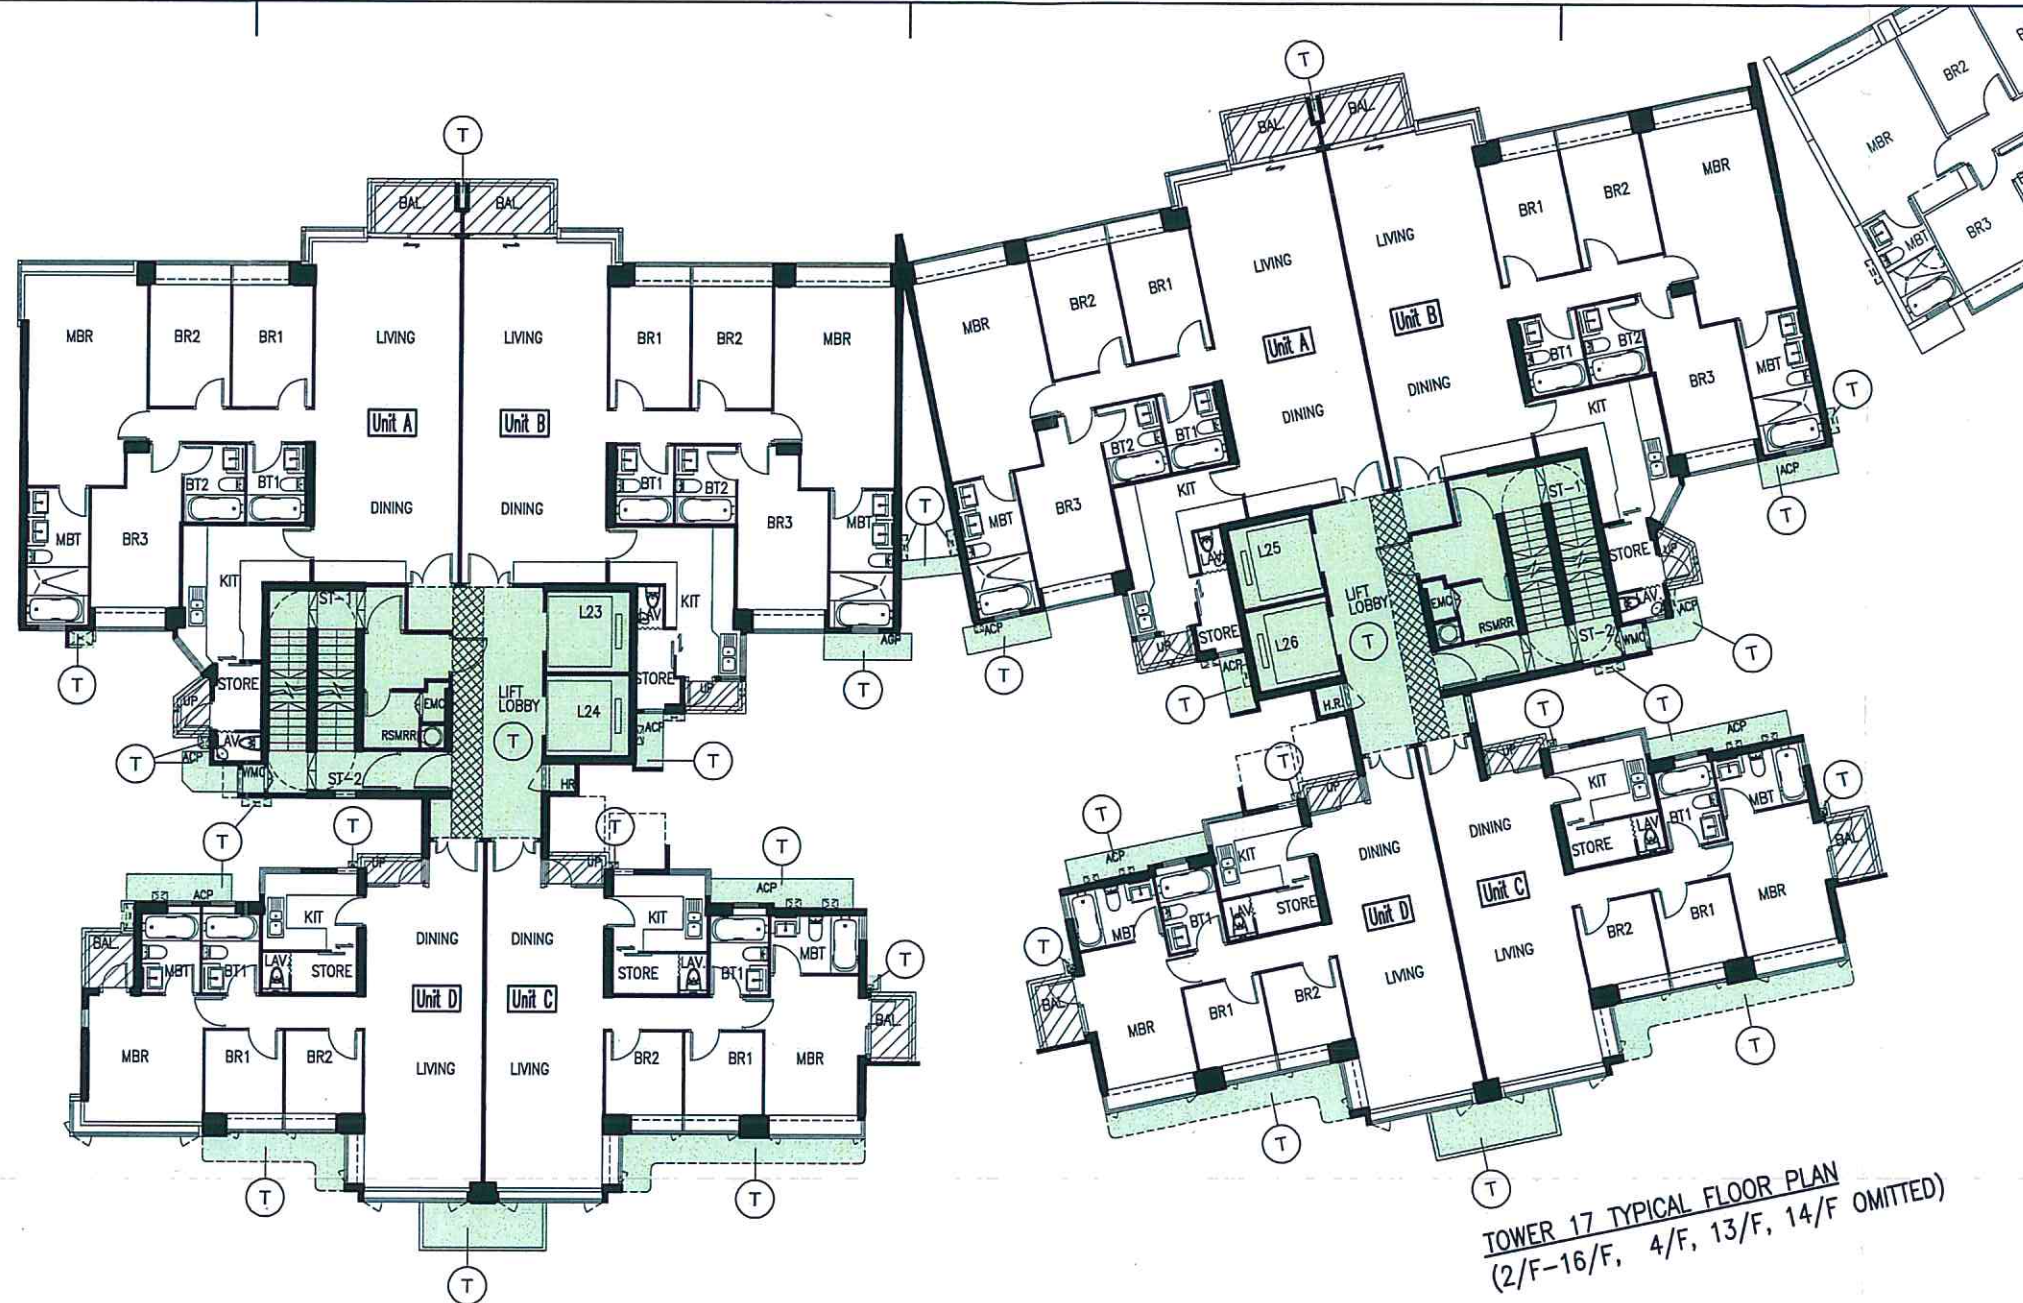 T
BAL. BAL.
MBR BR2 BR1 LIVING LIVING BR1 BR2 MBR
Unit A Unit B
BT2 BT1 DINING DINING BT1 BT2
MBT BR3 BR3 MBT
KIT ST-1 L23 LAV. KIT
T T
T STORE LIFT STORE ACP T
UP EMC LOBBY L24 UP
RSMRR T ACP
T LAV. T
ACP WMC ST-2 HR
T T T T
ACP UP UP ACP
BAL. KIT DINING DINING KIT MBT T
MBT BT1 LAV. STORE STORE LAV. BT1
Unit D Unit C BAL.
MBR BR1 BR2 LIVING LIVING BR2 BR1 MBR
T T
T
T
BAL. BAL.
MBR BR2 BR1 LIVING LIVING BR1 BR2 MBR
Unit A Unit B
DINING DINING
BT2 BT1 BT1 BT2 MBT
MBT BR3 KIT KIT BR3 T
LAV. L25 ST-1 ACP
ACP LIFT STORE UP T
T UP STORE L26 LOBBY EMC LAV. ACP
T ACP T RSMRR ST-2 WMC T
H.R.
T T T
UP UP ACP
T ACP KIT DINING DINING KIT MBT T
MBT BT1 LAV. STORE STORE LAV. BT1 BAL.
T Unit D Unit C
BAL. MBR BR1 BR2 LIVING LIVING BR2 BR1 MBR
T T
T
MBR BR2
MBT BR3
TOWER 17 TYPICAL FLOOR PLAN
(2/F-16/F, 4/F, 13/F, 14/F OMITTED)